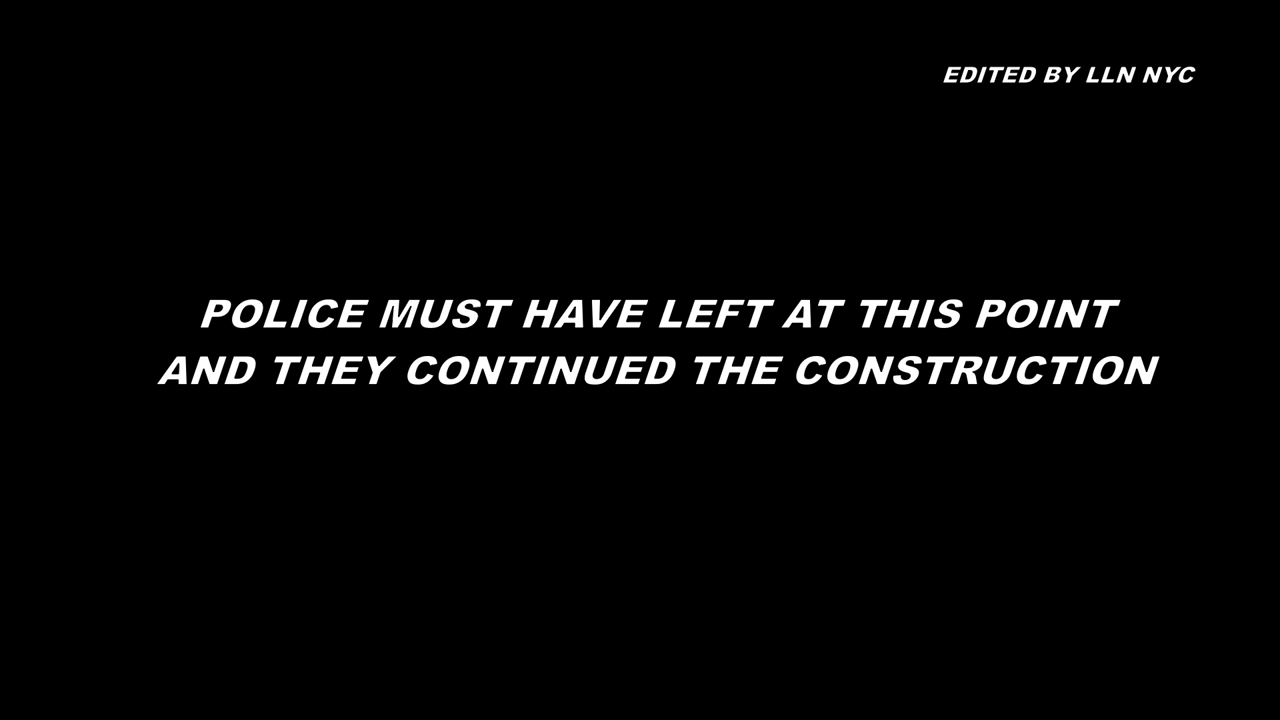 EDITED BY LLN NYC
POLICE MUST HAVE LEFT AT THIS POINT
AND THEY CONTINUED THE CONSTRUCTION